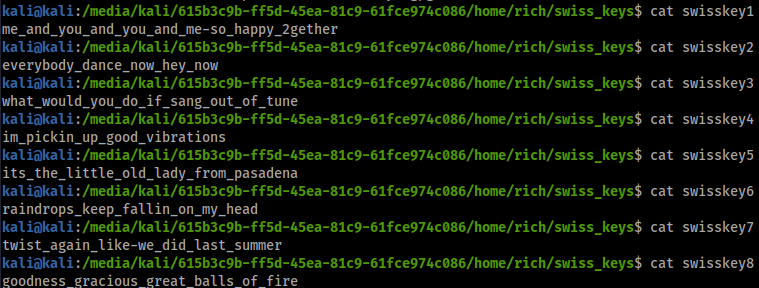 kali@kali:/media/kali/615b3c9b-ff5d-45ea-81c9-61fce974c086/home/rich/swiss_keys$ cat swisskey1
me_and_you_and_you_and_me-so_happy_2gether
kali@kali:/media/kali/615b3c9b-ff5d-45ea-81c9-61fce974c086/home/rich/swiss_keys$ cat swisskey2
everybody_dance_now_hey_now
kali@kali:/media/kali/615b3c9b-ff5d-45ea-81c9-61fce974c086/home/rich/swiss_keys$ cat swisskey3
what_would_you_do_if_sang_out_of_tune
kali@kali:/media/kali/615b3c9b-ff5d-45ea-81c9-61fce974c086/home/rich/swiss_keys$ cat swisskey4
im_pickin_up_good_vibrations
kali@kali:/media/kali/615b3c9b-ff5d-45ea-81c9-61fce974c086/home/rich/swiss_keys$ cat swisskey5
its_the_little_old_lady_from_pasadena
kali@kali:/media/kali/615b3c9b-ff5d-45ea-81c9-61fce974c086/home/rich/swiss_keys$ cat swisskey6
raindrops_keep_fallin_on_my_head
kali@kali:/media/kali/615b3c9b-ff5d-45ea-81c9-61fce974c086/home/rich/swiss_keys$ cat swisskey7
twist_again_like-we_did_last_summer
kali@kali:/media/kali/615b3c9b-ff5d-45ea-81c9-61fce974c086/home/rich/swiss_keys$ cat swisskey8
goodness_gracious_great_balls_of_fire